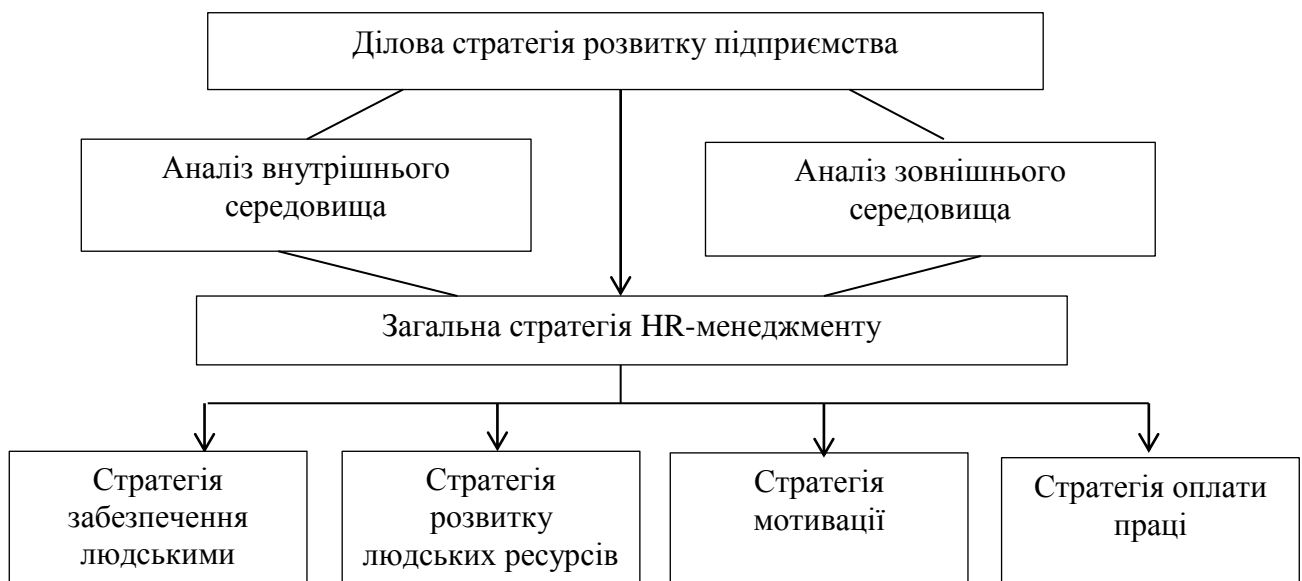 Ділова стратегія розвитку підприємства
Аналіз внутрішнього
середовища
Аналіз зовнішнього
середовища
Загальна стратегія HR-менеджменту
Стратегія
забезпечення
людськими
Стратегія
розвитку
людських ресурсів
Стратегія
мотивації
Стратегія оплати
праці